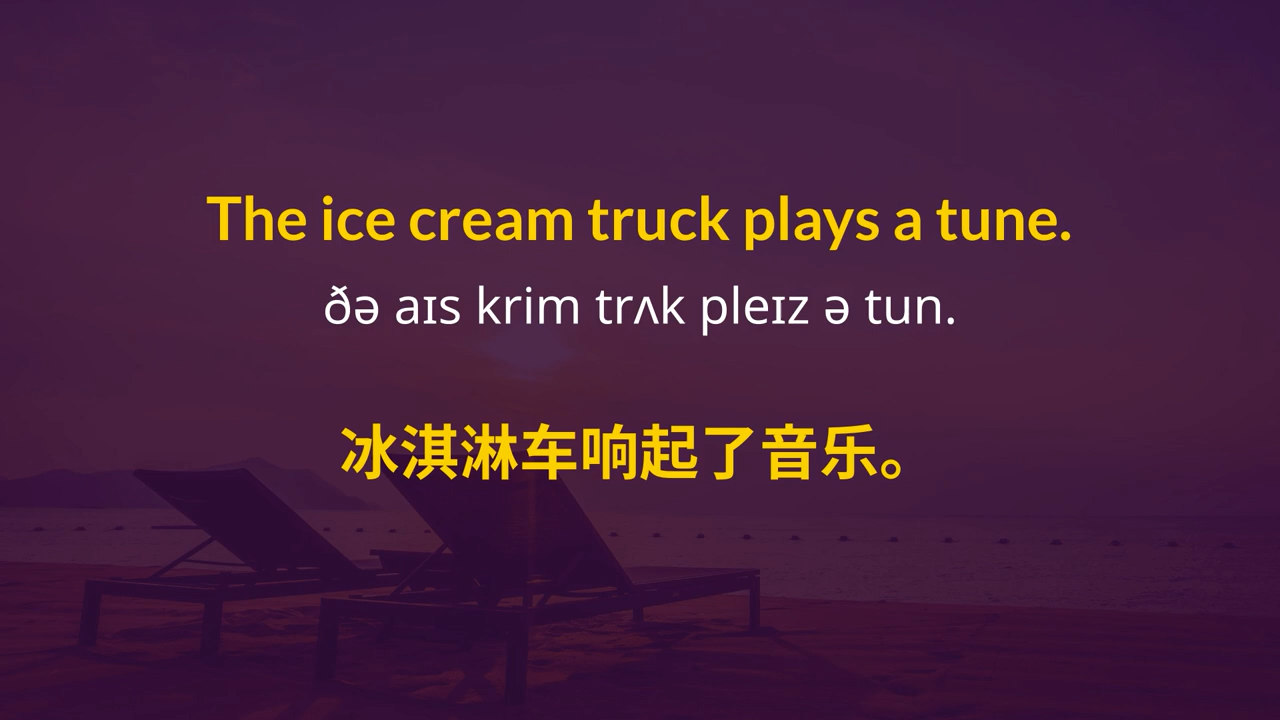 The ice cream truck plays a tune.
ðə aɪs krim trʌk pleɪz ə tun.
冰淇淋车响起了音乐。